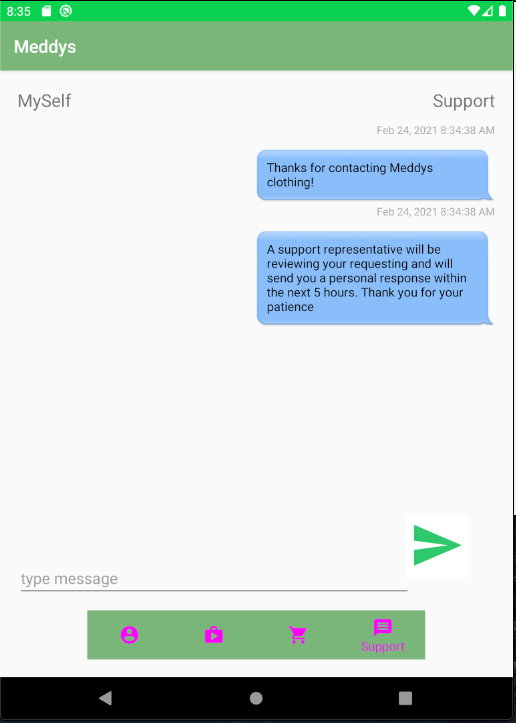 8:35
Meddys
MySelf
Support
Feb 24, 2021 8:34:38 AM
Thanks for contacting Meddys
clothing!
Feb 24, 2021 8:34:38 AM
A support representative will be
reviewing your requesting and will
send you a personal response within
the next 5 hours. Thank you for your
patience
type message
Support